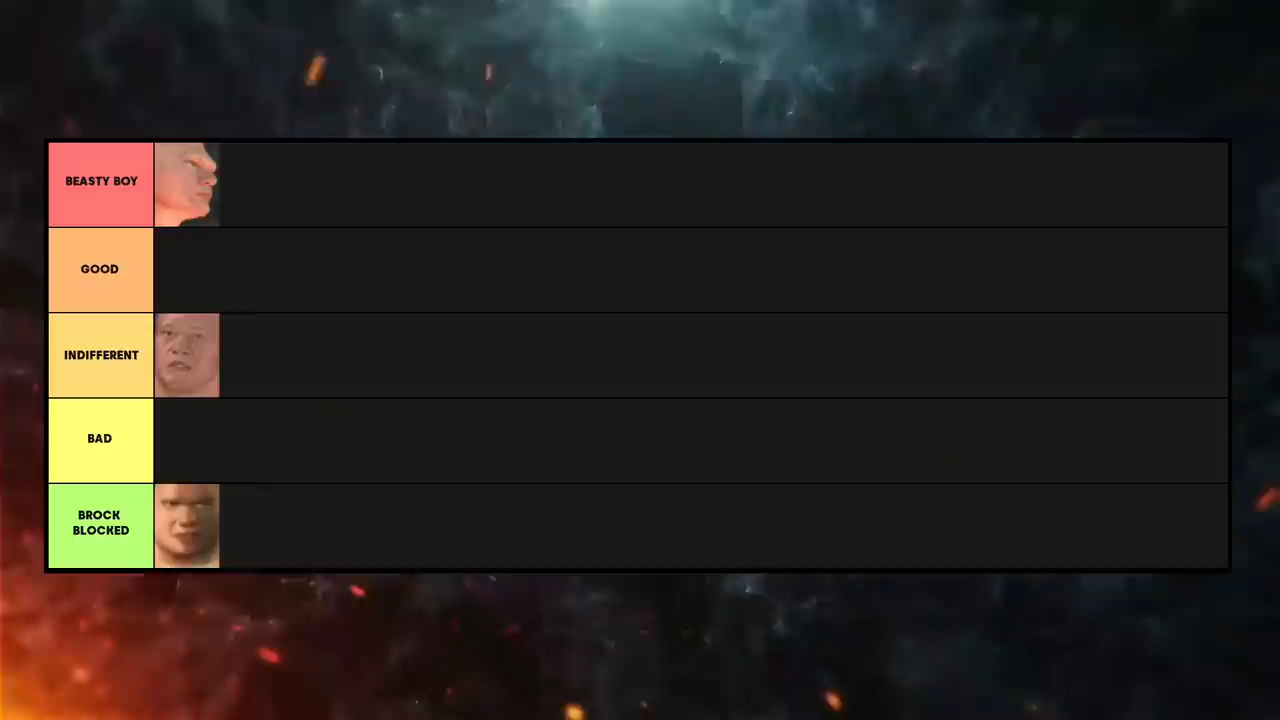 BEASTY BOY
GOOD
INDIFFERENT
BAD
BROCK
BLOCKED